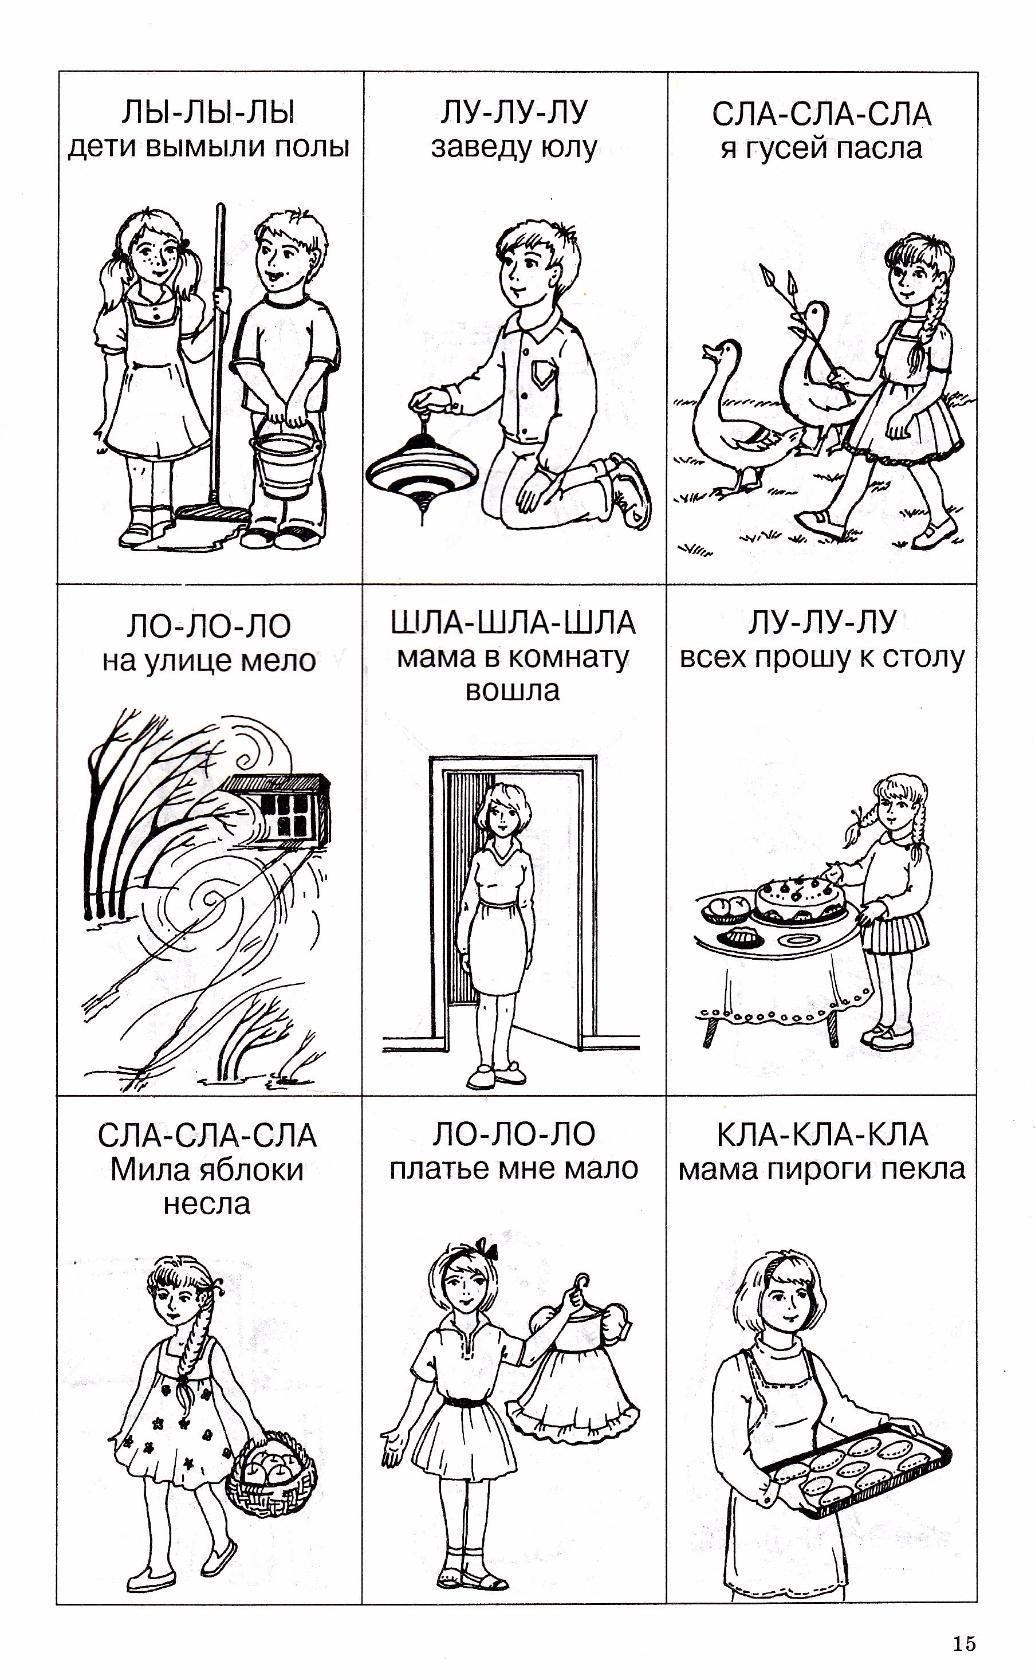 ЛЫ-ЛЫ-ЛЫ
дети вымыли полы
ЛУ-ЛУ-ЛУ
заведу юлу
СЛА-СЛА-СЛА
я гусей пасла
ЛО-ЛО-ЛО
на улице мело
ШЛА-ШЛА-ШЛА
мама в комнату
вошла
ЛУ-ЛУ-ЛУ
всех прошу к столу
СЛА-СЛА-СЛА
Мила яблоки
несла
ЛО-ЛО-ЛО
платье мне мало
КЛА-КЛА-КЛА
мама пироги пекла
15